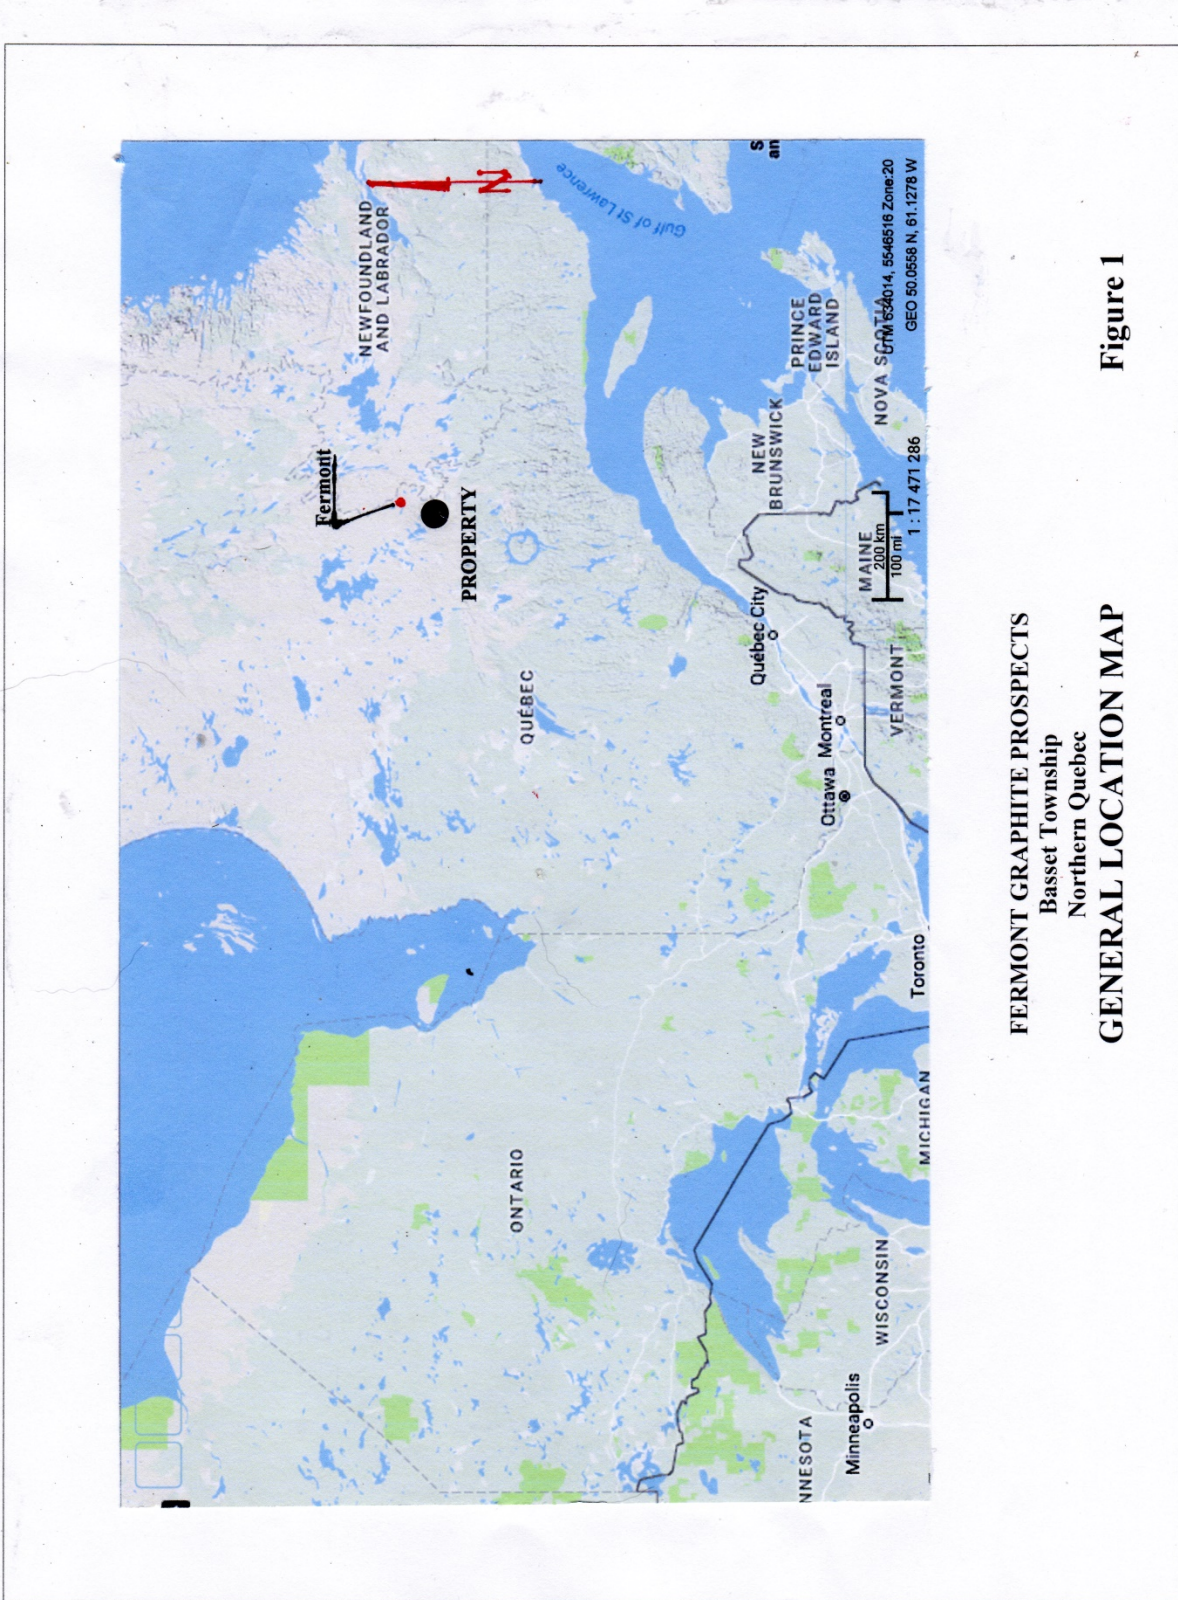 NEWFOUNDLAND
AND LABRADOR
N
Gulf of St Lawrence
Fermont
PROPERTY
QUÉBEC
ONTARIO
PRINCE
EDWARD
ISLAND
NEW
BRUNSWICK
NOVA SCOTIA
MAINE
Québec City
Montreal
Ottawa
VERMONT
Toronto
MICHIGAN
WISCONSIN
Minneapolis
NNESOTA
S
an
200 km
100 mi
1 : 17 471 286
UTM 634014, 5546516 Zone:20
GEO 50.0558 N, 61.1278 W
FERMONT GRAPHITE PROSPECTS
Basset Township
Northern Quebec
GENERAL LOCATION MAP
Figure 1